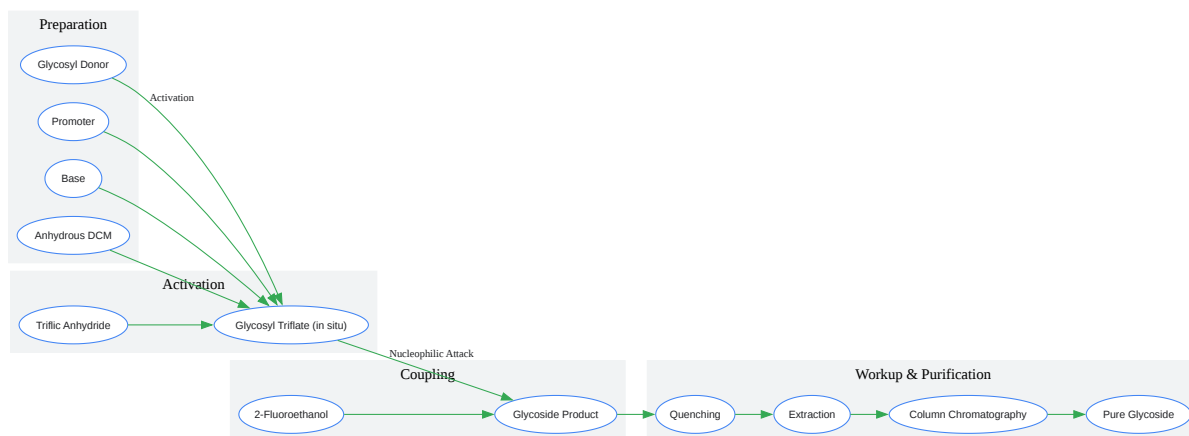 Preparation
Glycosyl Donor
Activation
Promoter
Base
Anhydrous DCM
Activation
Triflic Anhydride
Glycosyl Triflate (in situ)
Nucleophilic Attack
Coupling
2-Fluoroethanol
Glycoside Product
Workup & Purification
Quenching
Extraction
Column Chromatography
Pure Glycoside